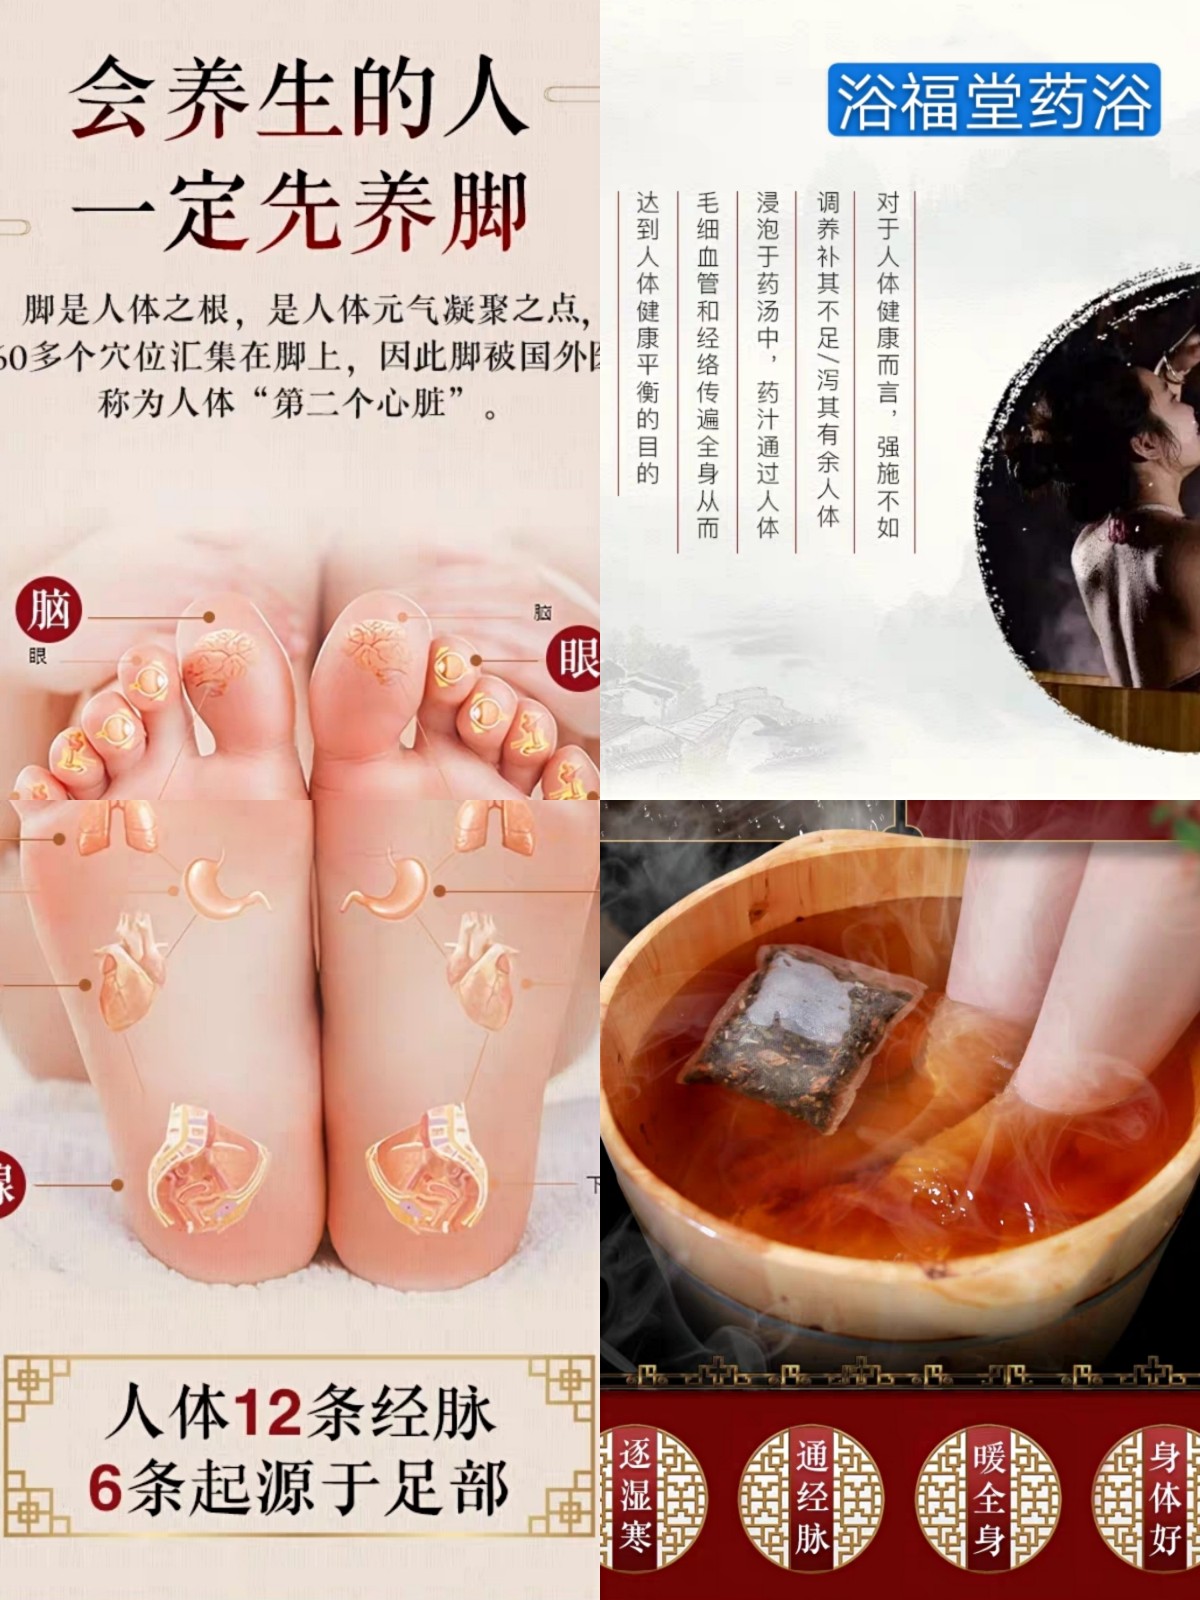 会养生的人
一定先养脚
脚是人体之根，是人体元气凝聚之点，
60多个穴位汇集在脚上，因此脚被国外医
称为人体“第二个心脏”。
脑
眼
脑
眼
浴福堂药浴
对于人体健康而言，强施不如
调养补其不足/泻其有余人体
浸泡于药汤中，药汁通过人体
毛细血管和经络传遍全身从而
达到人体健康平衡的目的
腺
下
人体12条经脉
6条起源于足部
逐湿寒
通经脉
暖全身
身体好